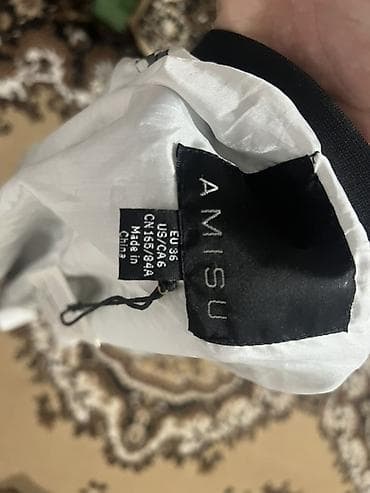 AMISU
EU 36
US/CA 6
CN 165/84A
Made in
China